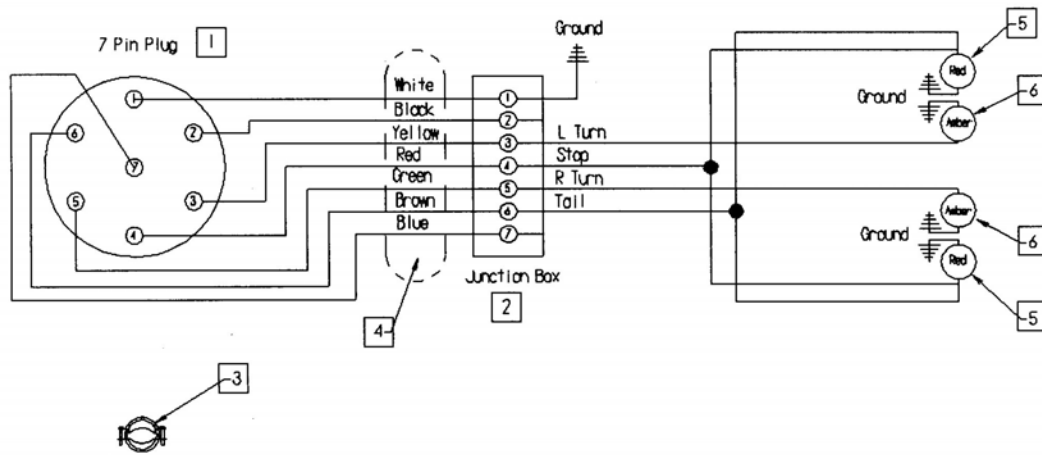 7 Pin Plug
1
Ground
White
Black
Yellow
Red
Green
Brown
Blue
1
2
3
4
5
6
7
1
2
3
4
5
6
7
L Turn
Stop
R Turn
Tail
Junction Box
2
4
3
Red
5
Ground
Amber
6
Amber
6
Ground
Red
5